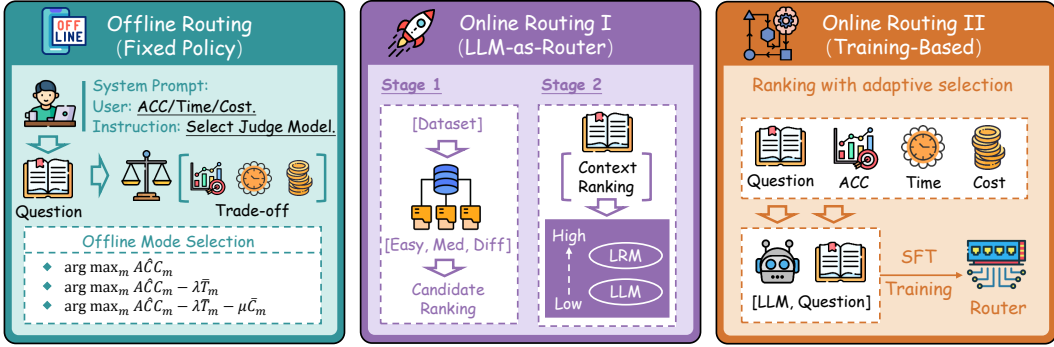 OFF
LINE
Offline Routing
(Fixed Policy)
System Prompt:
User: ACC/Time/Cost.
Instruction: Select Judge Model.
Question
Trade-off
Offline Mode Selection
◆ arg max_m AĈC_m
◆ arg max_m AĈC_m − λT̄_m
◆ arg max_m AĈC_m − λT̄_m − μC̄_m
Online Routing I
(LLM-as-Router)
Stage 1
[Dataset]
[Easy, Med, Diff]
Candidate
Ranking
Stage 2
Context
Ranking
High
LRM
LLM
Low
Online Routing II
(Training-Based)
Ranking with adaptive selection
Question
ACC
Time
Cost
[LLM, Question]
SFT
Training
Router